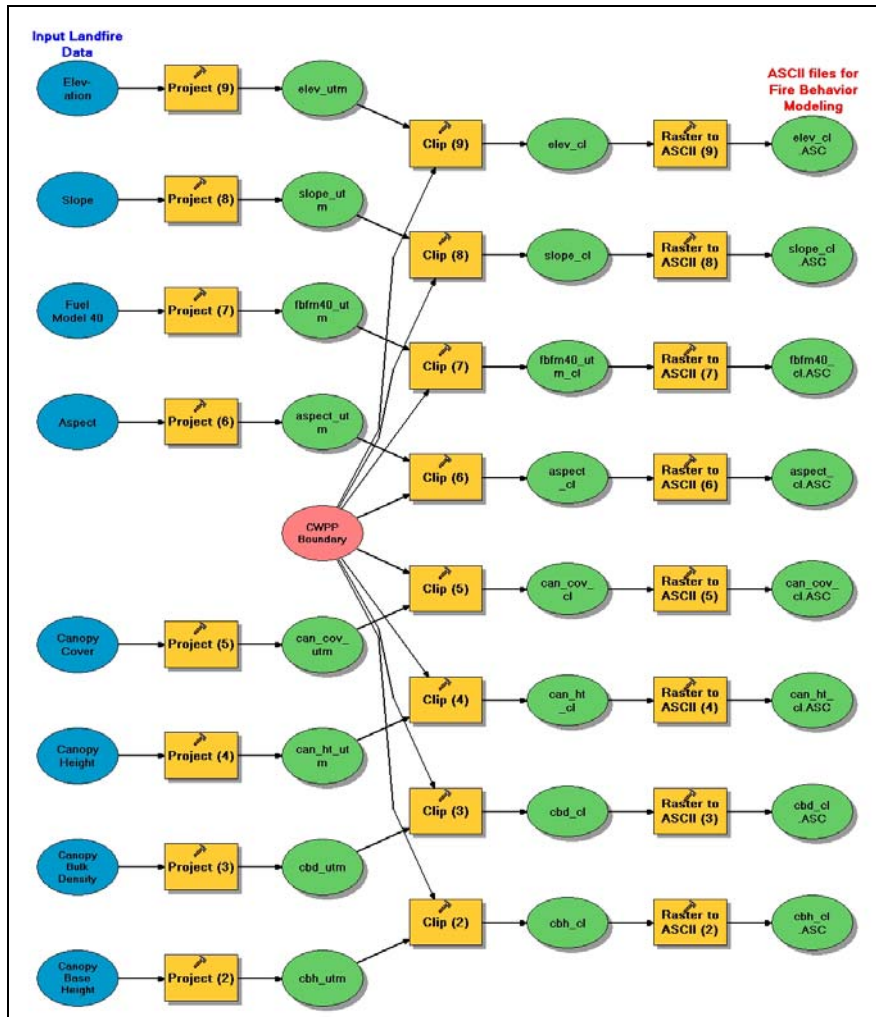 Input Landfire
Data
ASCII files for
Fire Behavior
Modeling
Elev-
ation
Project (9)
elev_utm
Clip (9)
elev_cl
Raster to
ASCII (9)
elev_cl
.ASC
Slope
Project (8)
slope_ut
m
Clip (8)
slope_cl
Raster to
ASCII (8)
slope_cl
.ASC
Fuel
Model 40
Project (7)
fbfm40_ut
m
Clip (7)
fbfm40_ut
m_cl
Raster to
ASCII (7)
fbfm40_
cl.ASC
Aspect
Project (6)
aspect_ut
m
Clip (6)
aspect
_cl
Raster to
ASCII (6)
aspect_
cl.ASC
CWPP
Boundary
Canopy
Cover
Project (5)
can_cov_
utm
Clip (5)
can_cov_
cl
Raster to
ASCII (5)
can_cov_
cl.ASC
Canopy
Height
Project (4)
can_ht_ut
m
Clip (4)
can_ht
_cl
Raster to
ASCII (4)
can_ht_
cl.ASC
Canopy
Bulk
Density
Project (3)
cbd_utm
Clip (3)
cbd_cl
Raster to
ASCII (3)
cbd_cl
.ASC
Canopy
Base
Height
Project (2)
cbh_utm
Clip (2)
cbh_cl
Raster to
ASCII (2)
cbh_cl
.ASC